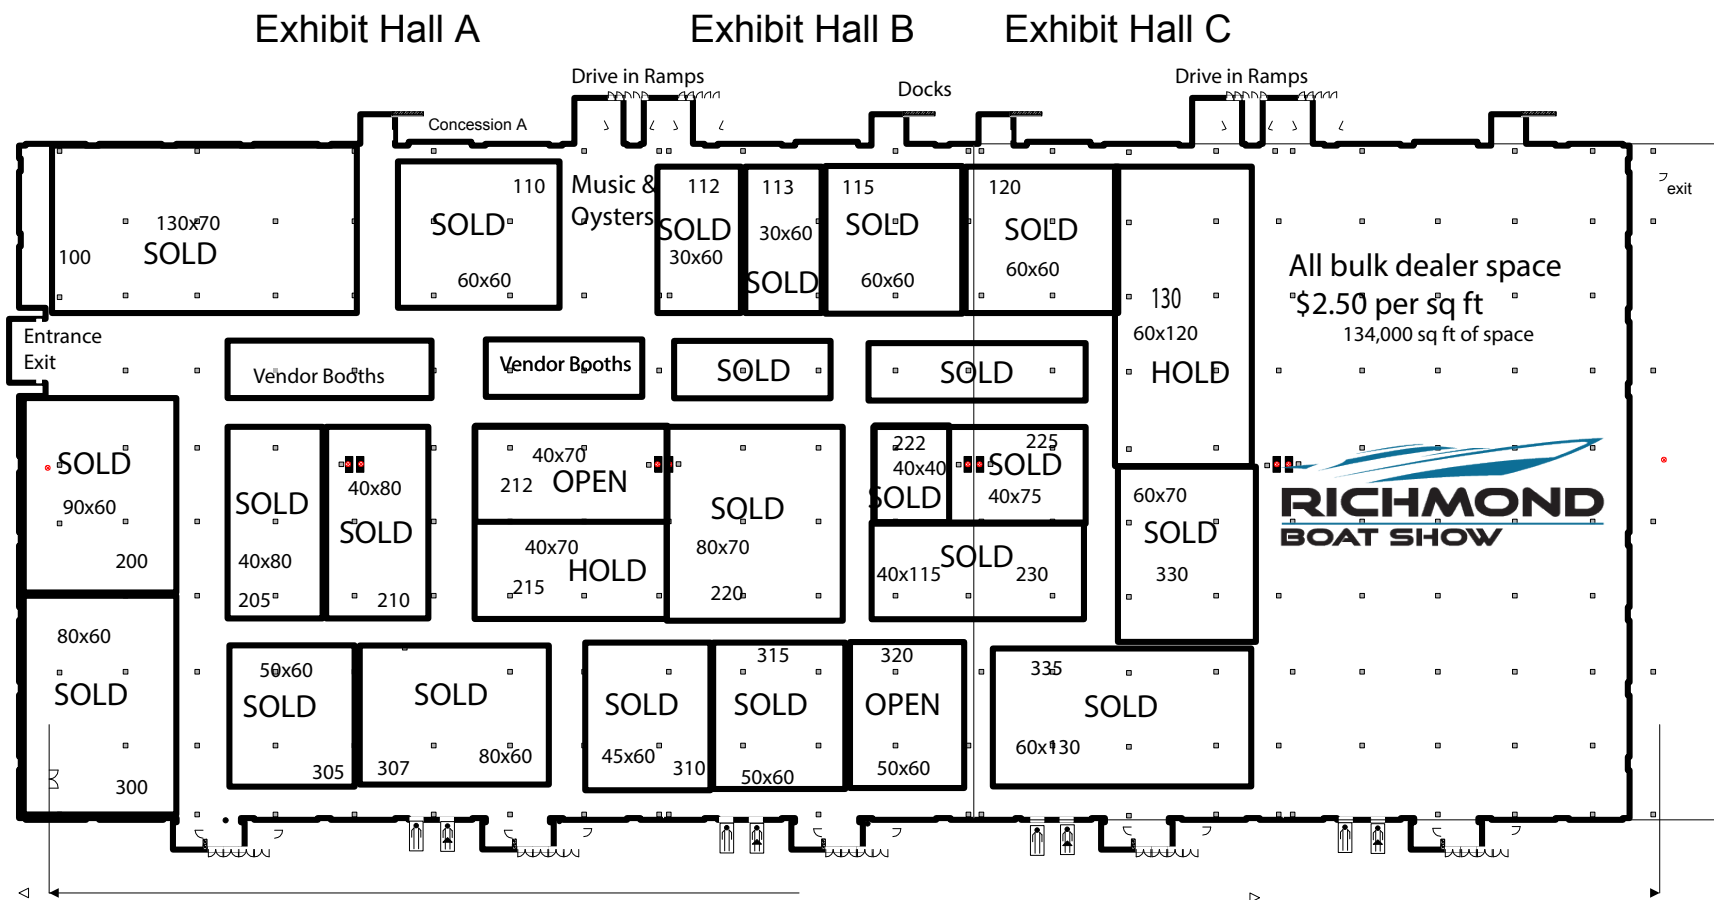 Exhibit Hall A
Exhibit Hall B
Exhibit Hall C
Drive in Ramps
Docks
Drive in Ramps
Concession A
130x70
SOLD
100
110
SOLD
60x60
Music &
Oysters
112
SOLD
30x60
113
30x60
SOLD
115
SOLD
60x60
120
SOLD
60x60
130
60x120
HOLD
exit
All bulk dealer space
$2.50 per sq ft
134,000 sq ft of space
Entrance
Exit
Vendor Booths
Vendor Booths
SOLD
SOLD
SOLD
90x60
200
SOLD
40x80
205
40x80
SOLD
210
40x70
212 OPEN
40x70
HOLD
215
SOLD
80x70
220
222
40x40
SOLD
225
SOLD
40x75
SOLD
40x115 230
60x70
SOLD
330
RICHMOND
BOAT SHOW
80x60
SOLD
300
50x60
SOLD
305
SOLD
80x60
307
SOLD
45x60
310
315
SOLD
50x60
320
OPEN
50x60
335
SOLD
60x130